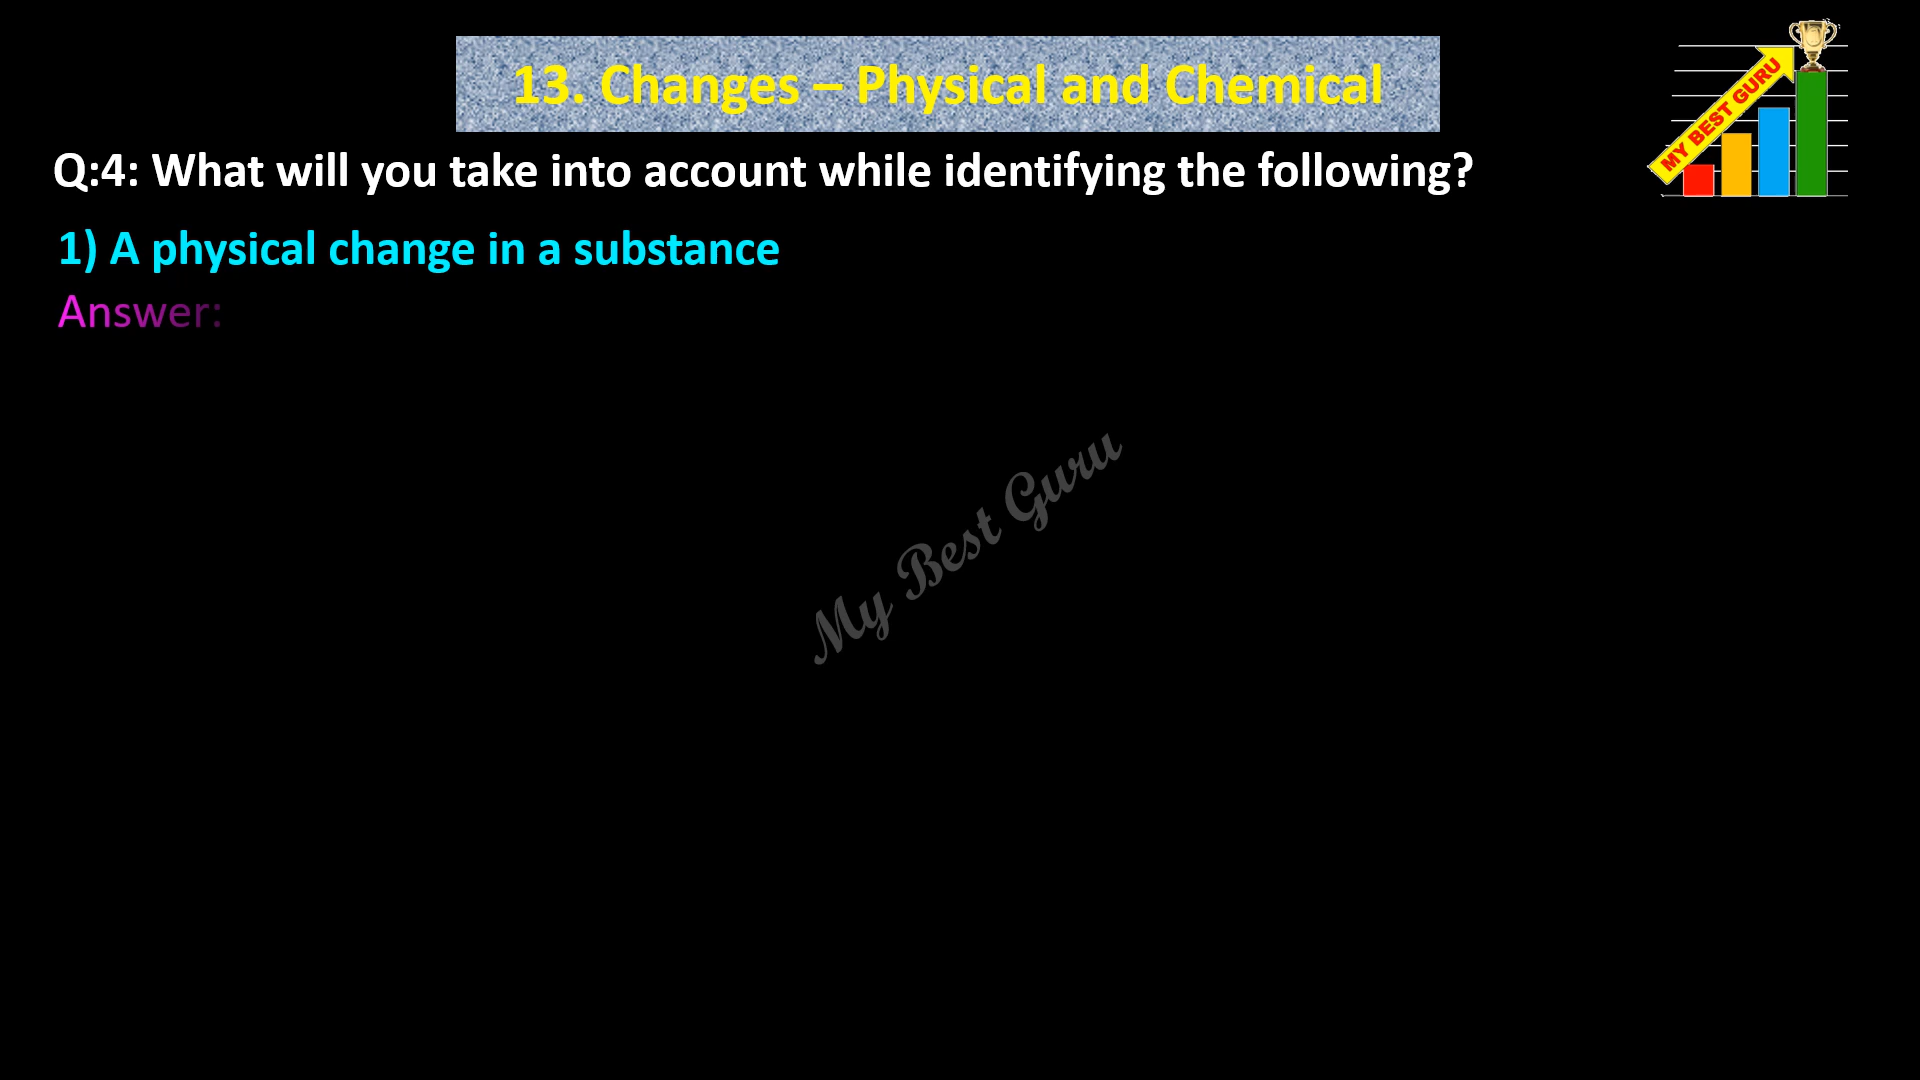 13. Changes – Physical and Chemical
MY BEST GURU
Q:4: What will you take into account while identifying the following?
1) A physical change in a substance
Answer:
My Best Guru